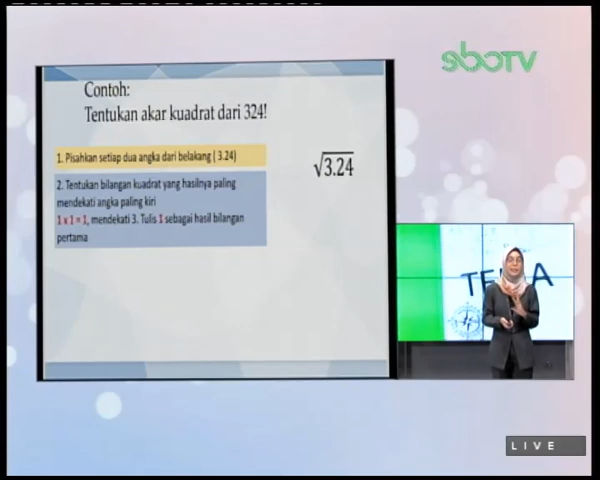 sboTV
Contoh:
Tentukan akar kuadrat dari 324!
1. Pisahkan setiap dua angka dari belakang ( 3.24)
√3.24
2. Tentukan bilangan kuadrat yang hasilnya paling
mendekati angka paling kiri
1 x 1 = 1, mendekati 3. Tulis 1 sebagai hasil bilangan
pertama
LIVE